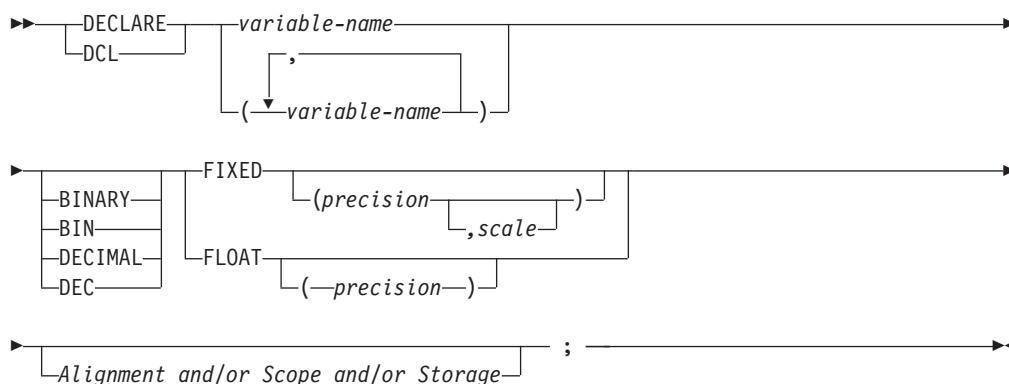 DECLARE variable-name
DCL ,
( variable-name )
FIXED
BINARY (precision )
BIN ,scale
DECIMAL FLOAT
DEC ( precision )
;
Alignment and/or Scope and/or Storage